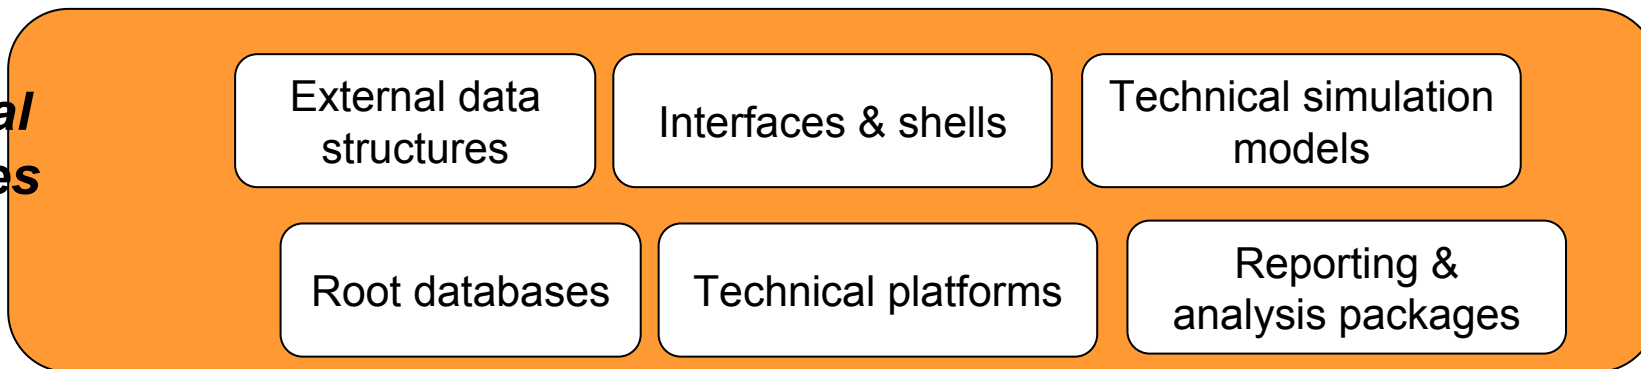 External data
structures
Interfaces & shells
Technical simulation
models
Root databases
Technical platforms
Reporting &
analysis packages